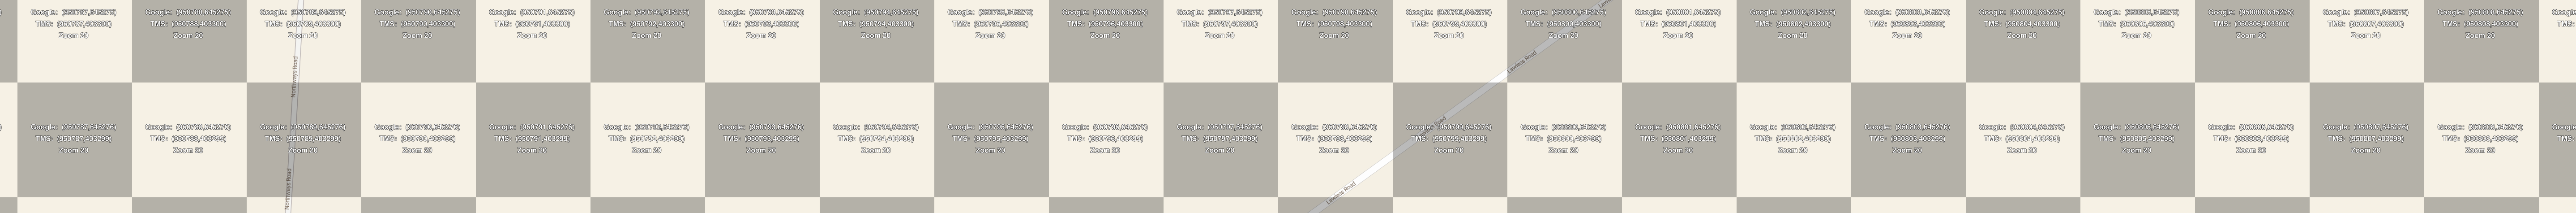 Google: (950787,645275) Google: (950788,645275) Google: (950789,645275) Google: (950790,645275) Google: (950791,645275) Google: (950792,645275) Google: (950793,645275) Google: (950794,645275) Google: (950795,645275) Google: (950796,645275) Google: (950797,645275) Google: (950798,645275) Google: (950799,645275) Google: (950800,645275) Google: (950801,645275) Google: (950802,645275) Google: (950803,645275) Google: (950804,645275) Google: (950805,645275) Google: (950806,645275) Google: (950807,645275) Google: (950808,645275)
TMS: (950787,403300) TMS: (950788,403300) TMS: (950789,403300) TMS: (950790,403300) TMS: (950791,403300) TMS: (950792,403300) TMS: (950793,403300) TMS: (950794,403300) TMS: (950795,403300) TMS: (950796,403300) TMS: (950797,403300) TMS: (950798,403300) TMS: (950799,403300) TMS: (950800,403300) TMS: (950801,403300) TMS: (950802,403300) TMS: (950803,403300) TMS: (950804,403300) TMS: (950805,403300) TMS: (950806,403300) TMS: (950807,403300) TMS: (950808,403300) TMS:
Zoom 20 Zoom 20 Zoom 20 Zoom 20 Zoom 20 Zoom 20 Zoom 20 Zoom 20 Zoom 20 Zoom 20 Zoom 20 Zoom 20 Zoom 20 Zoom 20 Zoom 20 Zoom 20 Zoom 20 Zoom 20 Zoom 20 Zoom 20 Zoom 20 Zoom 20
Northways Road
Lawless Road
Google: (950787,645276) Google: (950788,645276) Google: (950789,645276) Google: (950790,645276) Google: (950791,645276) Google: (950792,645276) Google: (950793,645276) Google: (950794,645276) Google: (950795,645276) Google: (950796,645276) Google: (950797,645276) Google: (950798,645276) Google: (950799,645276) Google: (950800,645276) Google: (950801,645276) Google: (950802,645276) Google: (950803,645276) Google: (950804,645276) Google: (950805,645276) Google: (950806,645276) Google: (950807,645276) Google: (950808,645276)
TMS: (950787,403299) TMS: (950788,403299) TMS: (950789,403299) TMS: (950790,403299) TMS: (950791,403299) TMS: (950792,403299) TMS: (950793,403299) TMS: (950794,403299) TMS: (950795,403299) TMS: (950796,403299) TMS: (950797,403299) TMS: (950798,403299) TMS: (950799,403299) TMS: (950800,403299) TMS: (950801,403299) TMS: (950802,403299) TMS: (950803,403299) TMS: (950804,403299) TMS: (950805,403299) TMS: (950806,403299) TMS: (950807,403299) TMS: (950808,403299) TMS:
Zoom 20 Zoom 20 Zoom 20 Zoom 20 Zoom 20 Zoom 20 Zoom 20 Zoom 20 Zoom 20 Zoom 20 Zoom 20 Zoom 20 Zoom 20 Zoom 20 Zoom 20 Zoom 20 Zoom 20 Zoom 20 Zoom 20 Zoom 20 Zoom 20 Zoom 20
Northways Road
Lawless Road